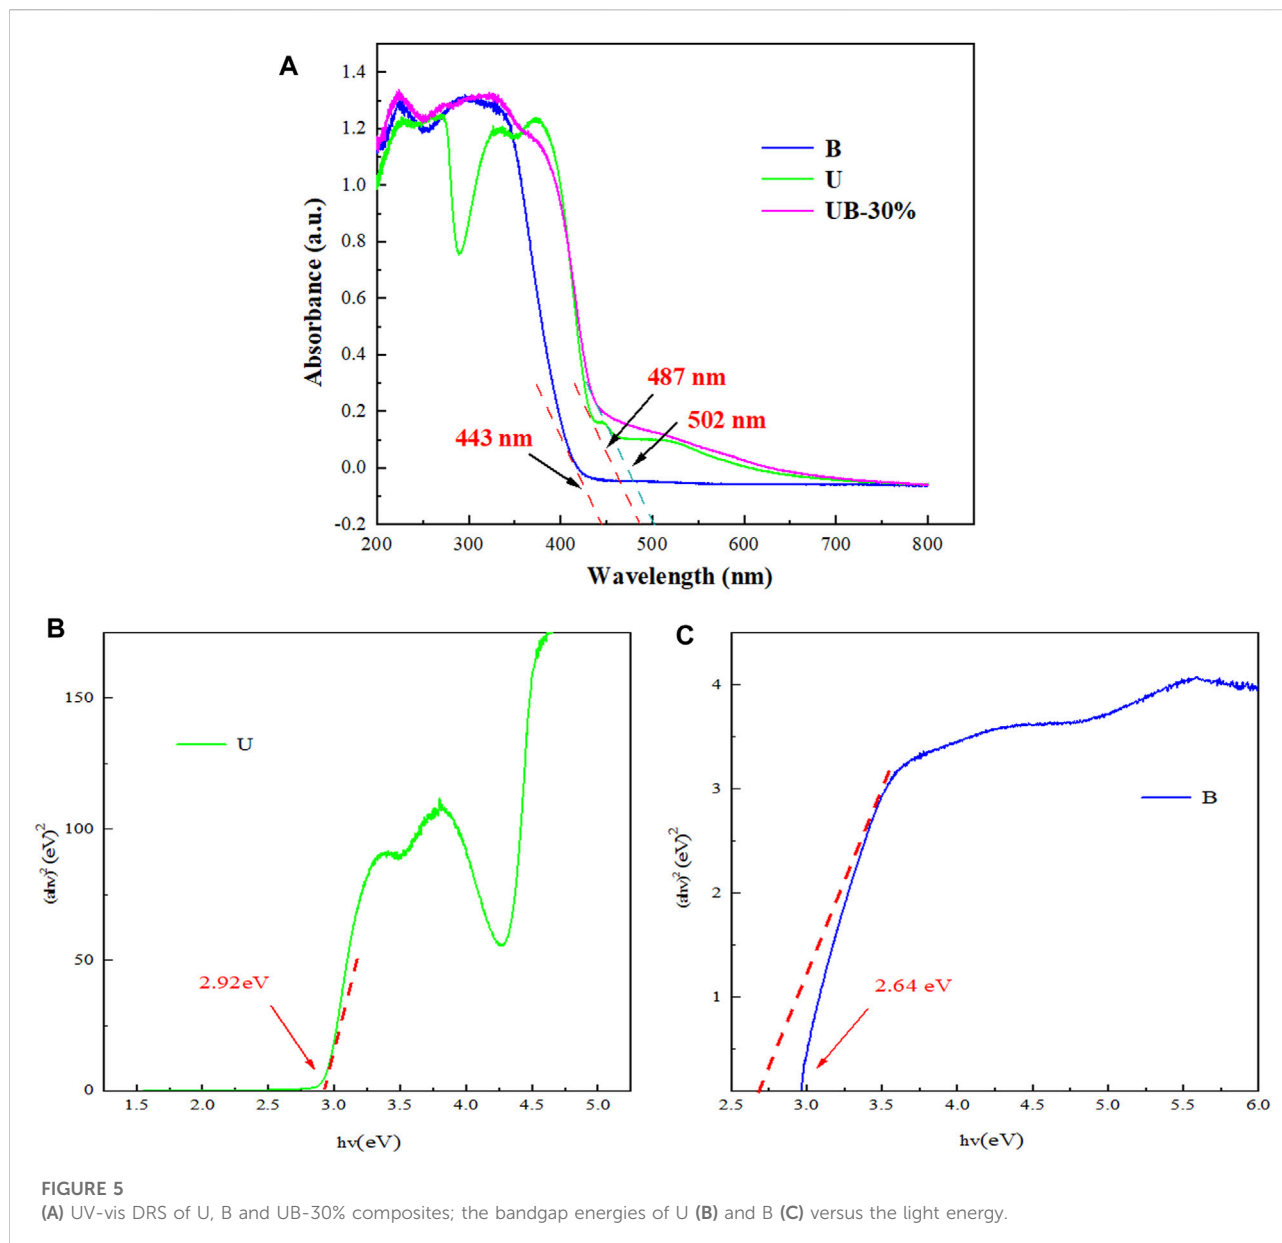 A
1.4
1.2
1.0
0.8
0.6
0.4
0.2
0.0
-0.2
Absorbance (a.u.)
B
U
UB-30%
487 nm
502 nm
443 nm
200 300 400 500 600 700 800
Wavelength (nm)
B
150
100
50
0
(ahv)² (eV)²
U
2.92eV
1.5 2.0 2.5 3.0 3.5 4.0 4.5 5.0
hv(eV)
C
4
3
2
1
(ahv)² (eV)²
B
2.64 eV
2.5 3.0 3.5 4.0 4.5 5.0 5.5 6.0
hv(eV)
FIGURE 5
(A) UV-vis DRS of U, B and UB-30% composites; the bandgap energies of U (B) and B (C) versus the light energy.